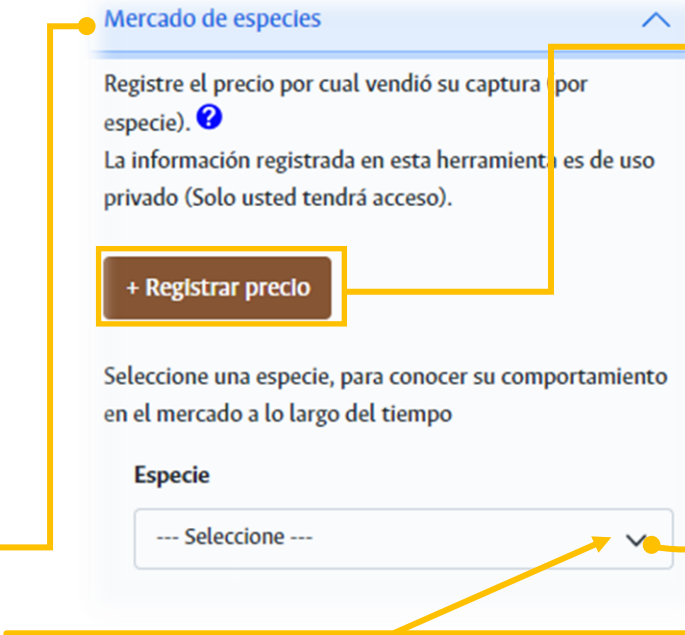 Mercado de especies
Registre el precio por cual vendió su captura (por
especie). ?
La información registrada en esta herramienta es de uso
privado (Solo usted tendrá acceso).
+ Registrar precio
Seleccione una especie, para conocer su comportamiento
en el mercado a lo largo del tiempo
Especie
--- Seleccione ---